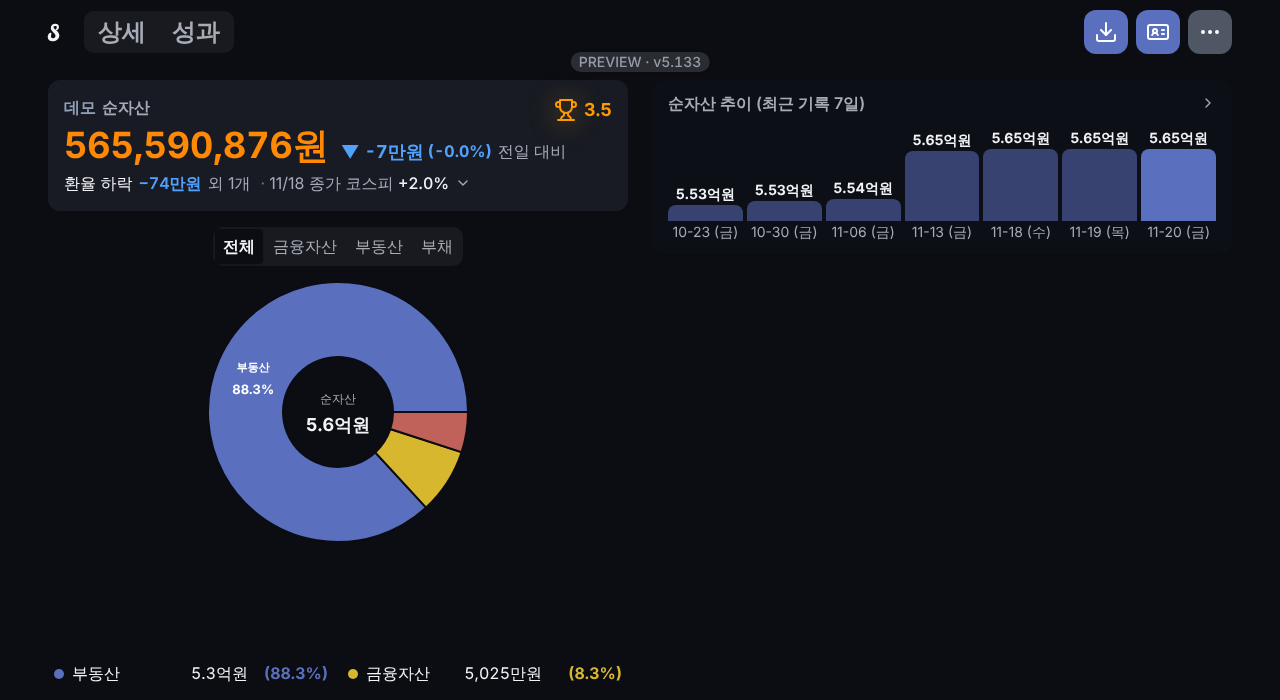 S
상세 성과
PREVIEW · v5.133
데모 순자산
3.5
565,590,876원 ▼ -7만원 (-0.0%) 전일 대비
환율 하락 −74만원 외 1개 · 11/18 종가 코스피 +2.0%
순자산 추이 (최근 기록 7일)
5.53억원 5.53억원 5.54억원 5.65억원 5.65억원 5.65억원 5.65억원
10-23 (금) 10-30 (금) 11-06 (금) 11-13 (금) 11-18 (수) 11-19 (목) 11-20 (금)
전체 금융자산 부동산 부채
부동산
88.3%
순자산
5.6억원
부동산 5.3억원 (88.3%) 금융자산 5,025만원 (8.3%)